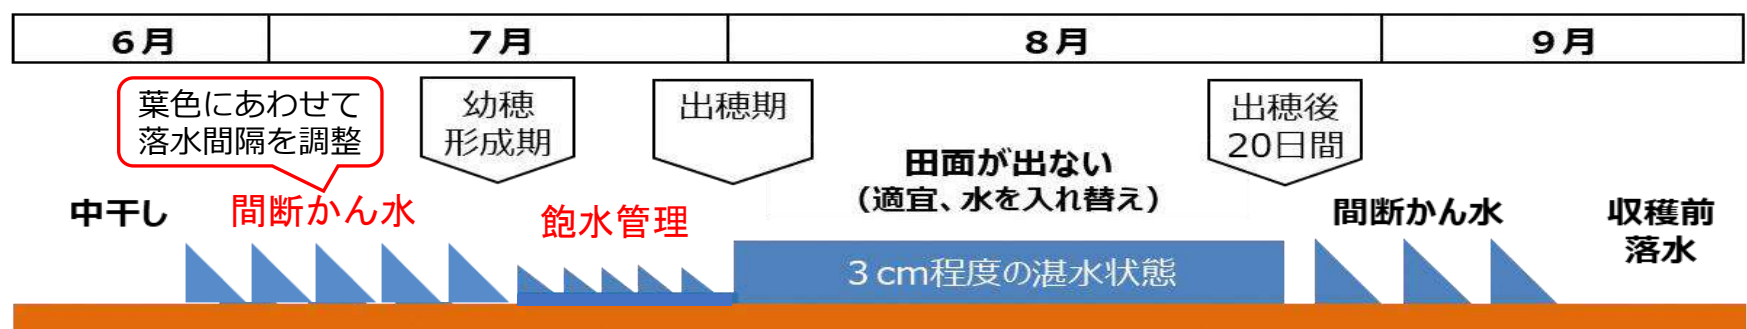 6月 7月 8月 9月
葉色にあわせて
落水間隔を調整
幼穂
形成期
出穂期
出穂後
20日間
田面が出ない
（適宜、水を入れ替え）
中干し
間断かん水
飽水管理
間断かん水
収穫前
落水
3cm程度の湛水状態